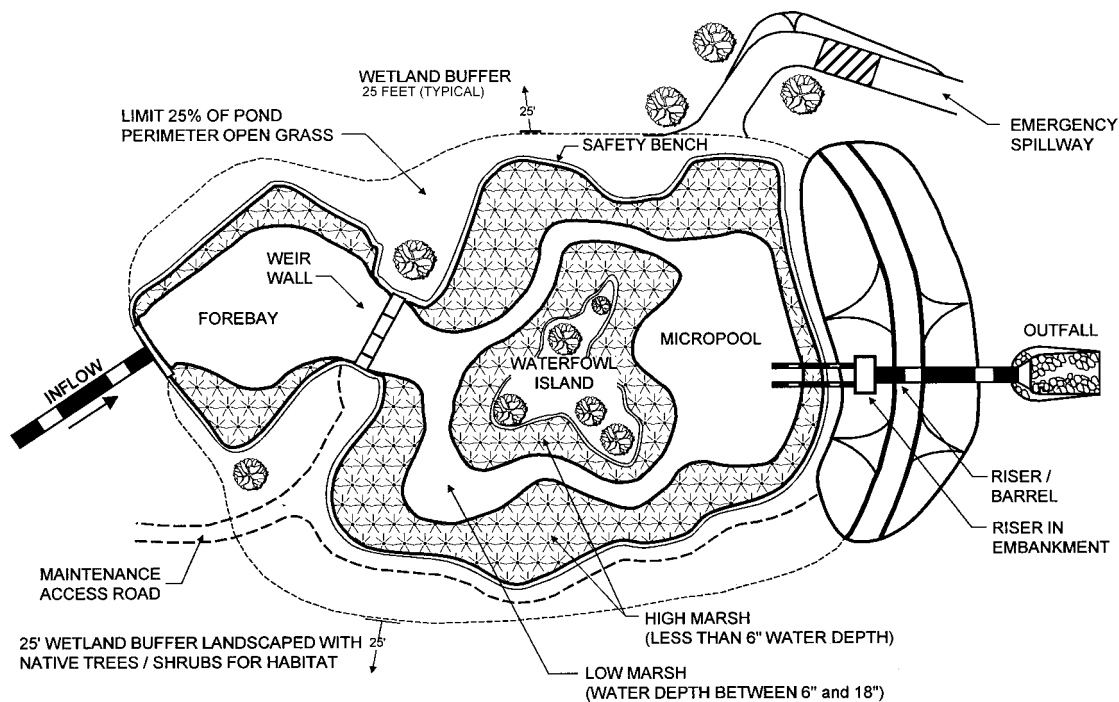 WETLAND BUFFER
25 FEET (TYPICAL)
25'
LIMIT 25% OF POND
PERIMETER OPEN GRASS
SAFETY BENCH
EMERGENCY
SPILLWAY
WEIR
WALL
FOREBAY
MICROPOOL
OUTFALL
WATERFOWL
ISLAND
INFLOW
RISER /
BARREL
RISER IN
EMBANKMENT
MAINTENANCE
ACCESS ROAD
HIGH MARSH
(LESS THAN 6" WATER DEPTH)
25' WETLAND BUFFER LANDSCAPED WITH
NATIVE TREES / SHRUBS FOR HABITAT
25'
LOW MARSH
(WATER DEPTH BETWEEN 6" and 18")